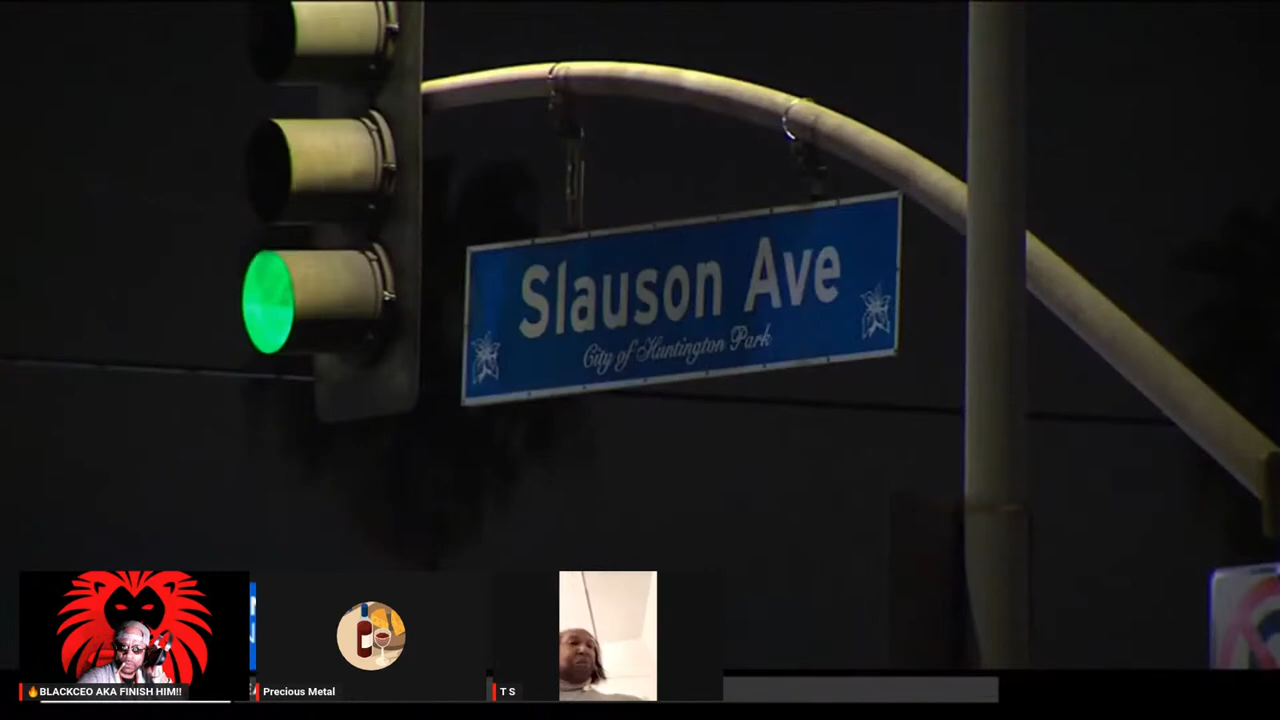 Slauson Ave
City of Huntington Park
🔥BLACKCEO AKA FINISH HIM!!
Precious Metal
T S